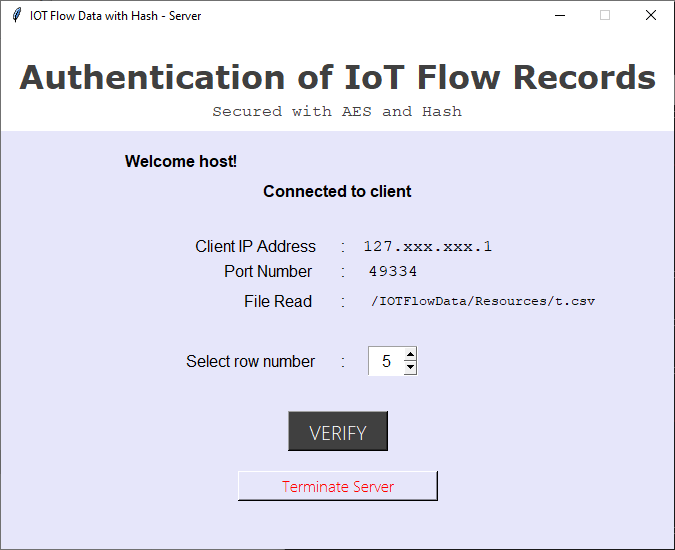 IOT Flow Data with Hash - Server
Authentication of IoT Flow Records
Secured with AES and Hash
Welcome host!
Connected to client
Client IP Address : 127.xxx.xxx.1
Port Number : 49334
File Read : /IOTFlowData/Resources/t.csv
Select row number : 5
VERIFY
Terminate Server